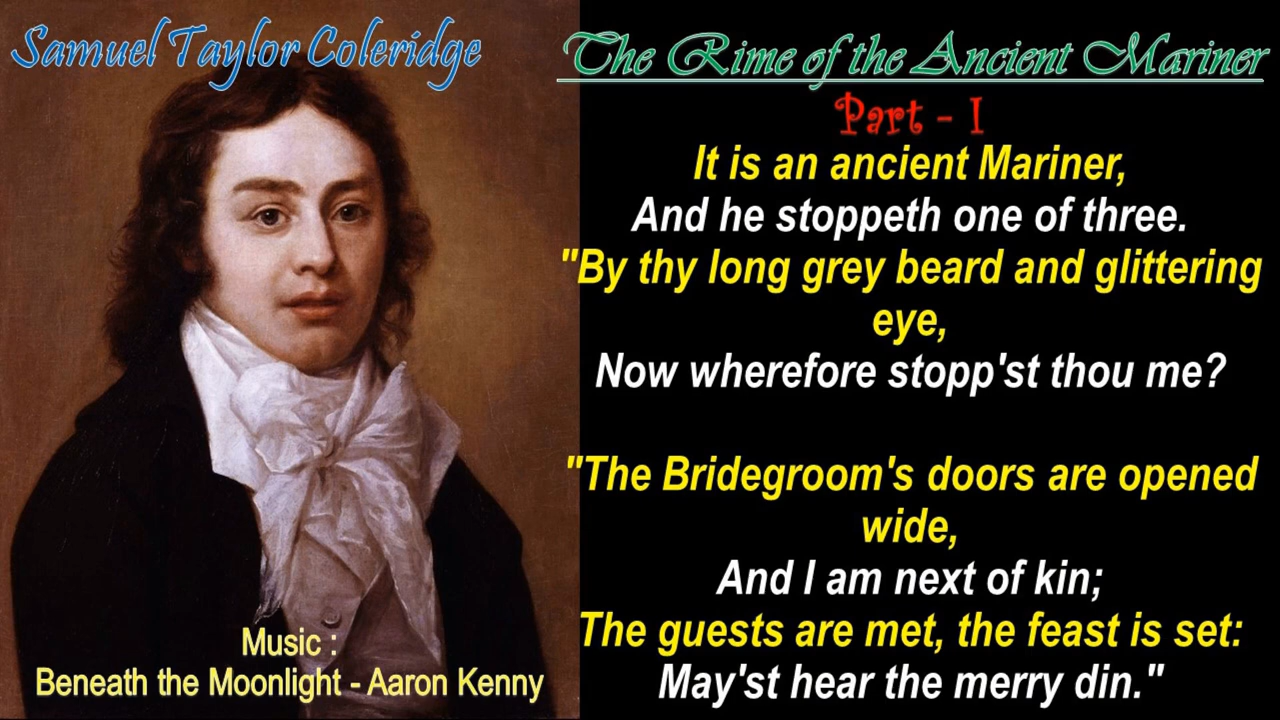 Samuel Taylor Coleridge
The Rime of the Ancient Mariner
Part - I
It is an ancient Mariner,
And he stoppeth one of three.
"By thy long grey beard and glittering
eye,
Now wherefore stopp'st thou me?
"The Bridegroom's doors are opened
wide,
And I am next of kin;
The guests are met, the feast is set:
May'st hear the merry din."
Music :
Beneath the Moonlight - Aaron Kenny